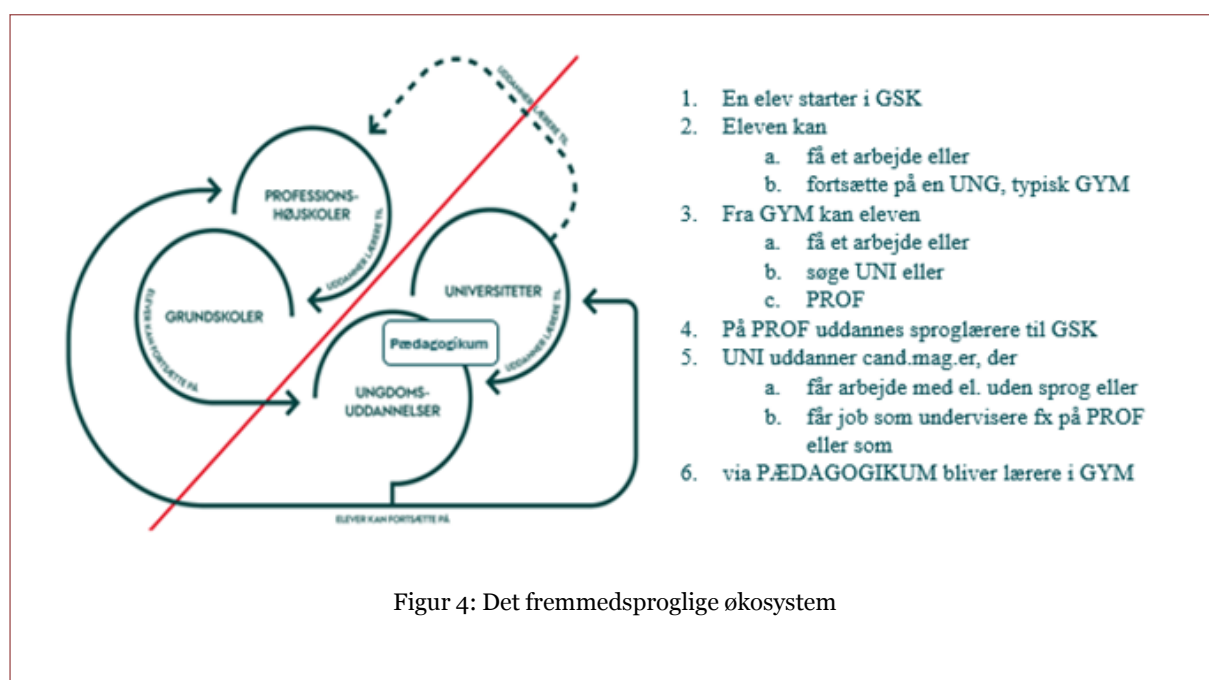 UDDANNER LÆRERE TIL
PROFESSIONS-
HØJSKOLER
UDDANNER LÆRERE TIL
GRUNDSKOLER
ELEVER KAN FORTSÆTTE PÅ
UNIVERSITETER
UDDANNER LÆRERE TIL
Pædagogikum
UNGDOMS-
UDDANNELSER
ELEVER KAN FORTSÆTTE PÅ
1. En elev starter i GSK
2. Eleven kan
a. få et arbejde eller
b. fortsætte på en UNG, typisk GYM
3. Fra GYM kan eleven
a. få et arbejde eller
b. søge UNI eller
c. PROF
4. På PROF uddannes sproglærere til GSK
5. UNI uddanner cand.mag.er, der
a. får arbejde med el. uden sprog eller
b. får job som undervisere fx på PROF
eller som
6. via PÆDAGOGIKUM bliver lærere i GYM
Figur 4: Det fremmedsproglige økosystem